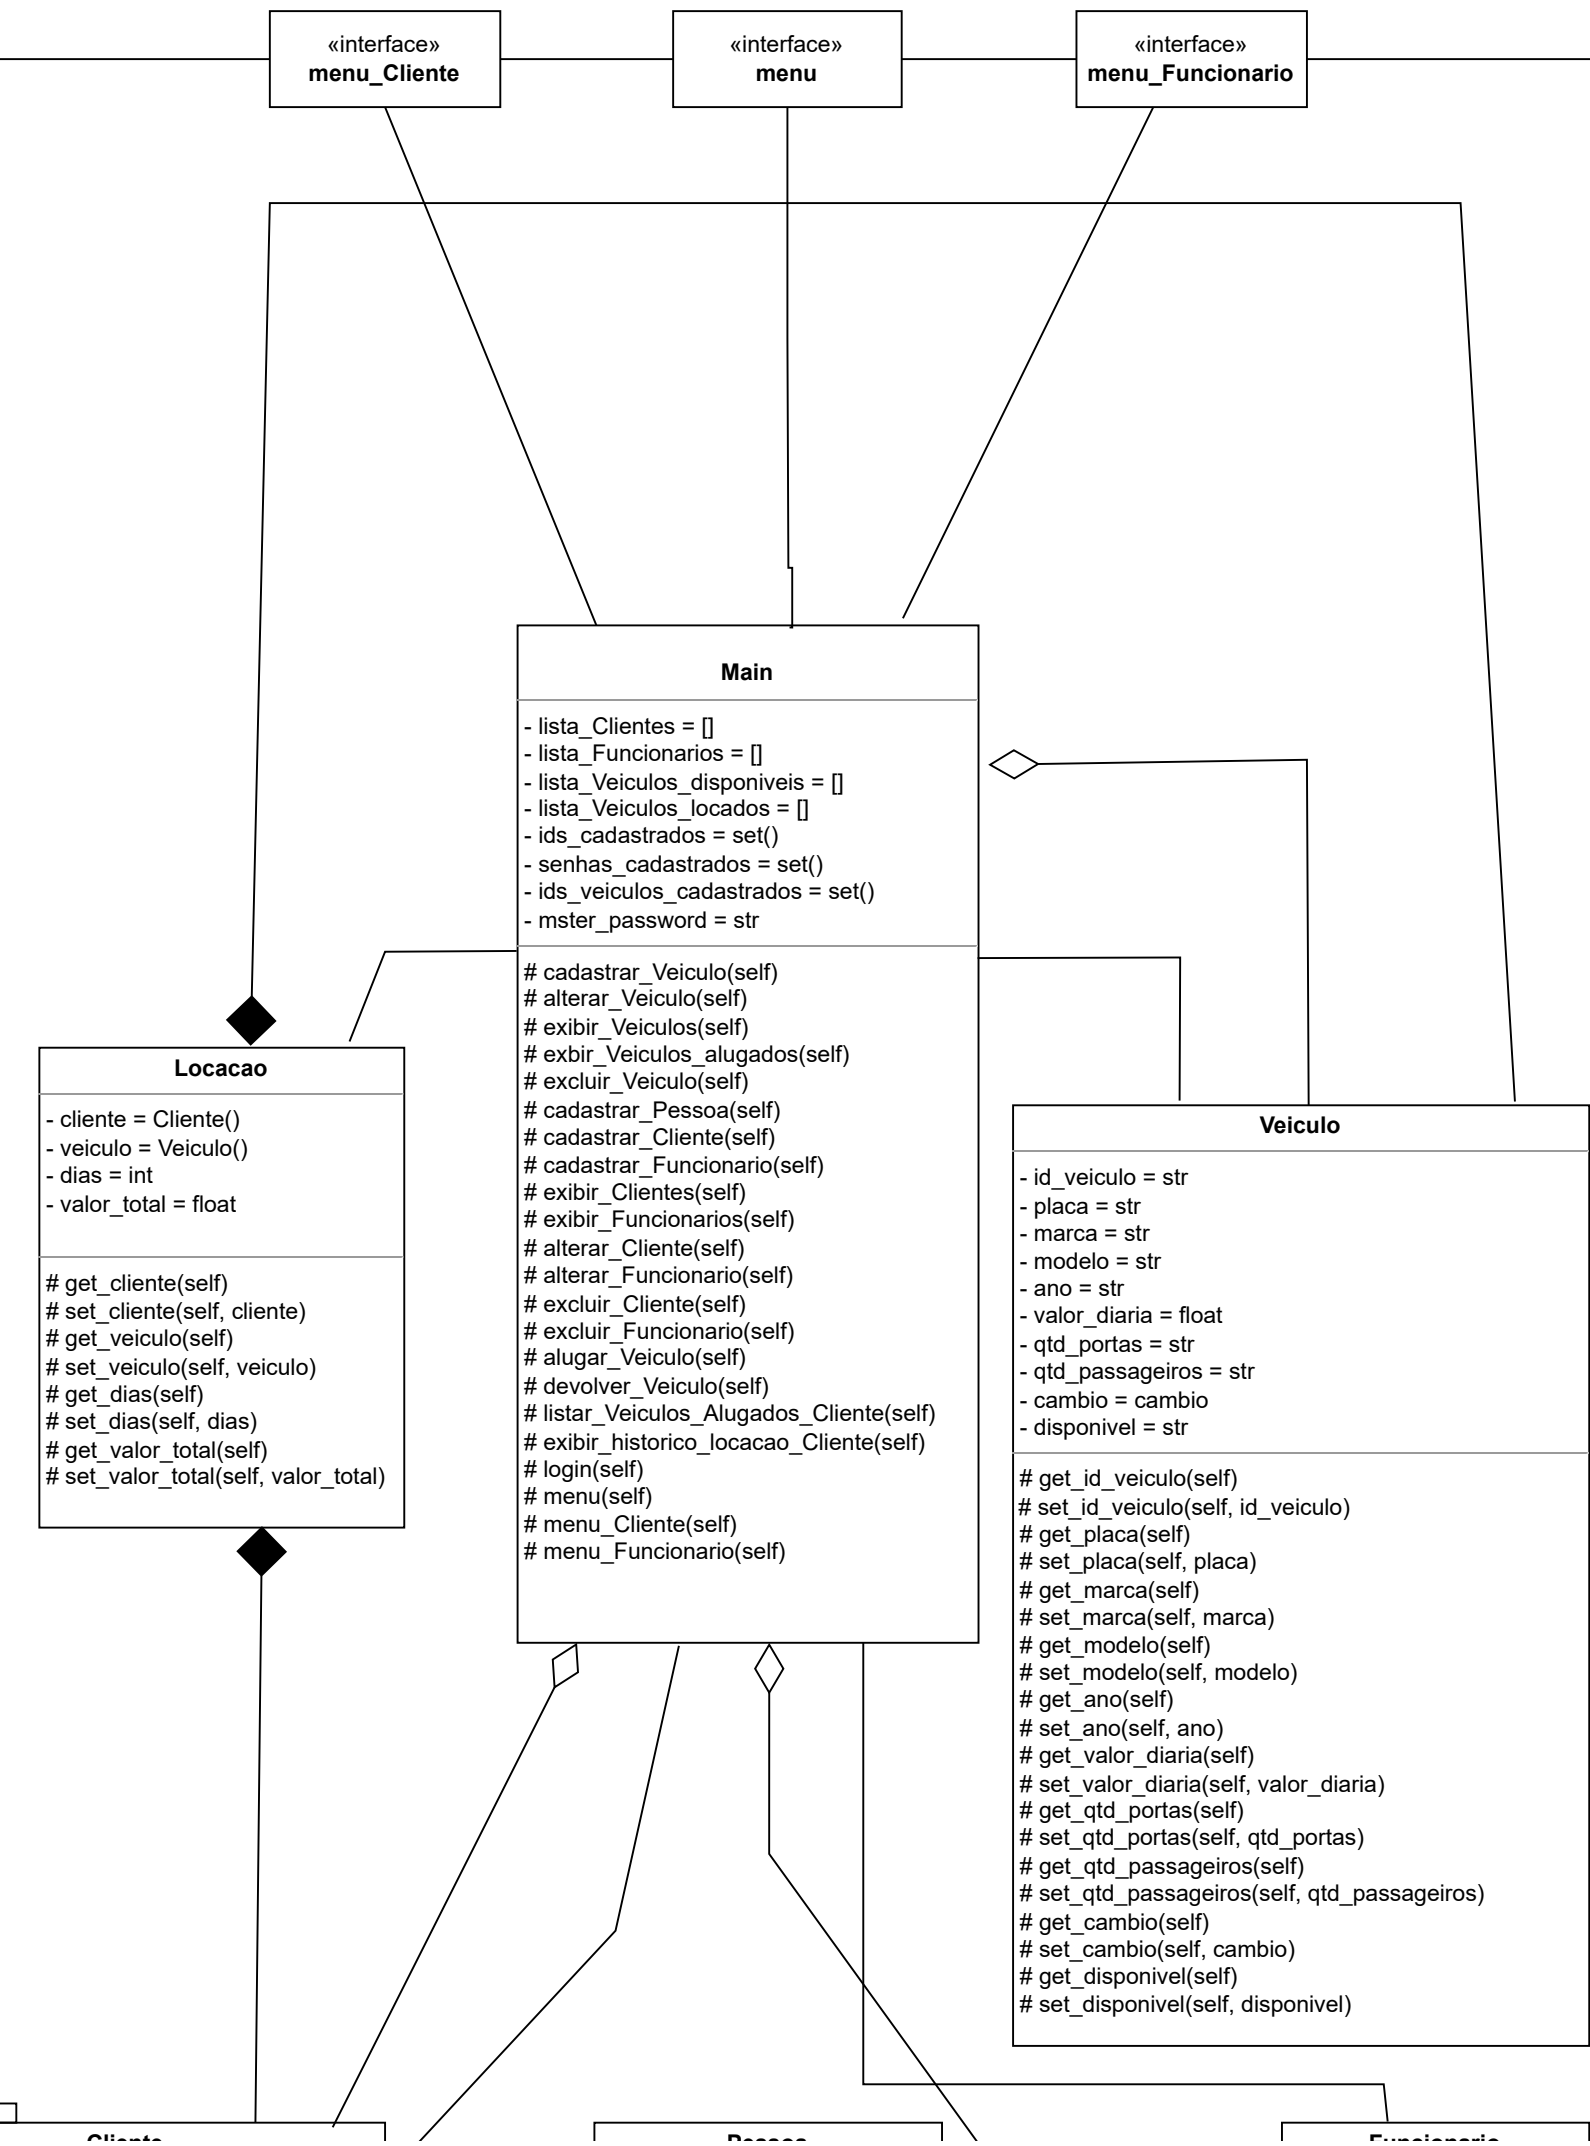 «interface»
menu_Cliente
«interface»
menu
«interface»
menu_Funcionario
Main
- lista_Clientes = []
- lista_Funcionarios = []
- lista_Veiculos_disponiveis = []
- lista_Veiculos_locados = []
- ids_cadastrados = set()
- senhas_cadastrados = set()
- ids_veiculos_cadastrados = set()
- mster_password = str
# cadastrar_Veiculo(self)
# alterar_Veiculo(self)
# exibir_Veiculos(self)
# exbir_Veiculos_alugados(self)
# excluir_Veiculo(self)
# cadastrar_Pessoa(self)
# cadastrar_Cliente(self)
# cadastrar_Funcionario(self)
# exibir_Clientes(self)
# exibir_Funcionarios(self)
# alterar_Cliente(self)
# alterar_Funcionario(self)
# excluir_Cliente(self)
# excluir_Funcionario(self)
# alugar_Veiculo(self)
# devolver_Veiculo(self)
# listar_Veiculos_Alugados_Cliente(self)
# exibir_historico_locacao_Cliente(self)
# login(self)
# menu(self)
# menu_Cliente(self)
# menu_Funcionario(self)
Locacao
- cliente = Cliente()
- veiculo = Veiculo()
- dias = int
- valor_total = float
# get_cliente(self)
# set_cliente(self, cliente)
# get_veiculo(self)
# set_veiculo(self, veiculo)
# get_dias(self)
# set_dias(self, dias)
# get_valor_total(self)
# set_valor_total(self, valor_total)
Veiculo
- id_veiculo = str
- placa = str
- marca = str
- modelo = str
- ano = str
- valor_diaria = float
- qtd_portas = str
- qtd_passageiros = str
- cambio = cambio
- disponivel = str
# get_id_veiculo(self)
# set_id_veiculo(self, id_veiculo)
# get_placa(self)
# set_placa(self, placa)
# get_marca(self)
# set_marca(self, marca)
# get_modelo(self)
# set_modelo(self, modelo)
# get_ano(self)
# set_ano(self, ano)
# get_valor_diaria(self)
# set_valor_diaria(self, valor_diaria)
# get_qtd_portas(self)
# set_qtd_portas(self, qtd_portas)
# get_qtd_passageiros(self)
# set_qtd_passageiros(self, qtd_passageiros)
# get_cambio(self)
# set_cambio(self, cambio)
# get_disponivel(self)
# set_disponivel(self, disponivel)
Cliente
Pessoa
Funcionario